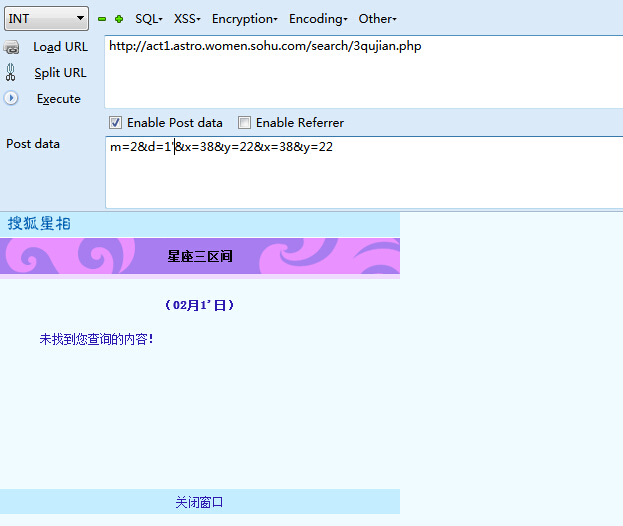 INT SQL▾ XSS▾ Encryption▾ Encoding▾ Other▾
Load URL
http://act1.astro.women.sohu.com/search/3qujian.php
Split URL
Execute
Enable Post data Enable Referrer
Post data
m=2&d=1'&x=38&y=22&x=38&y=22
搜狐星相
星座三区间
（02月1'日）
未找到您查询的内容！
关闭窗口